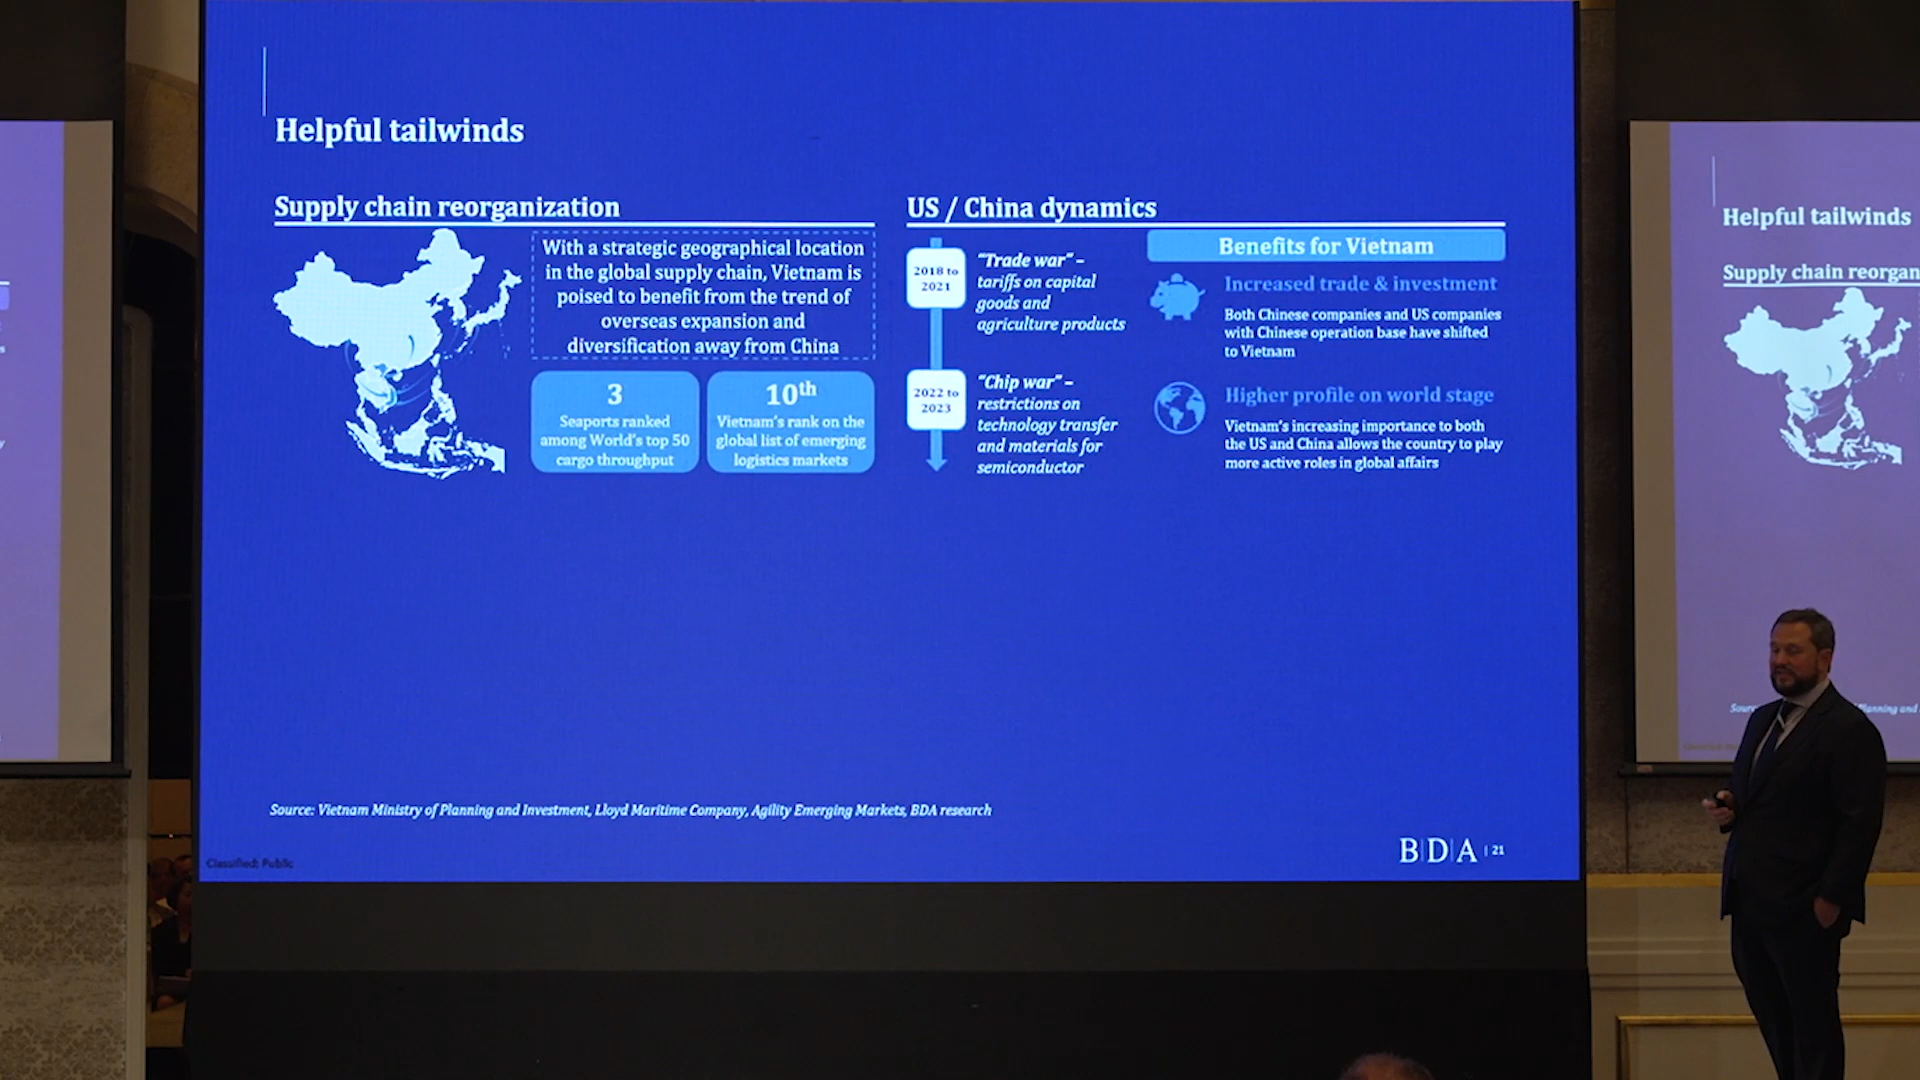 Helpful tailwinds
Supply chain reorganization
With a strategic geographical location
in the global supply chain, Vietnam is
poised to benefit from the trend of
overseas expansion and
diversification away from China
3
Seaports ranked
among World's top 50
cargo throughput
10th
Vietnam's rank on the
global list of emerging
logistics markets
US / China dynamics
2018 to
2021
"Trade war" –
tariffs on capital
goods and
agriculture products
2022 to
2023
"Chip war" –
restrictions on
technology transfer
and materials for
semiconductor
Benefits for Vietnam
Increased trade & investment
Both Chinese companies and US companies
with Chinese operation base have shifted
to Vietnam
Higher profile on world stage
Vietnam's increasing importance to both
the US and China allows the country to play
more active roles in global affairs
Source: Vietnam Ministry of Planning and Investment, Lloyd Maritime Company, Agility Emerging Markets, BDA research
Classified: Public
B|D|A | 21
Helpful tailwinds
Supply chain reorgan
Planning and